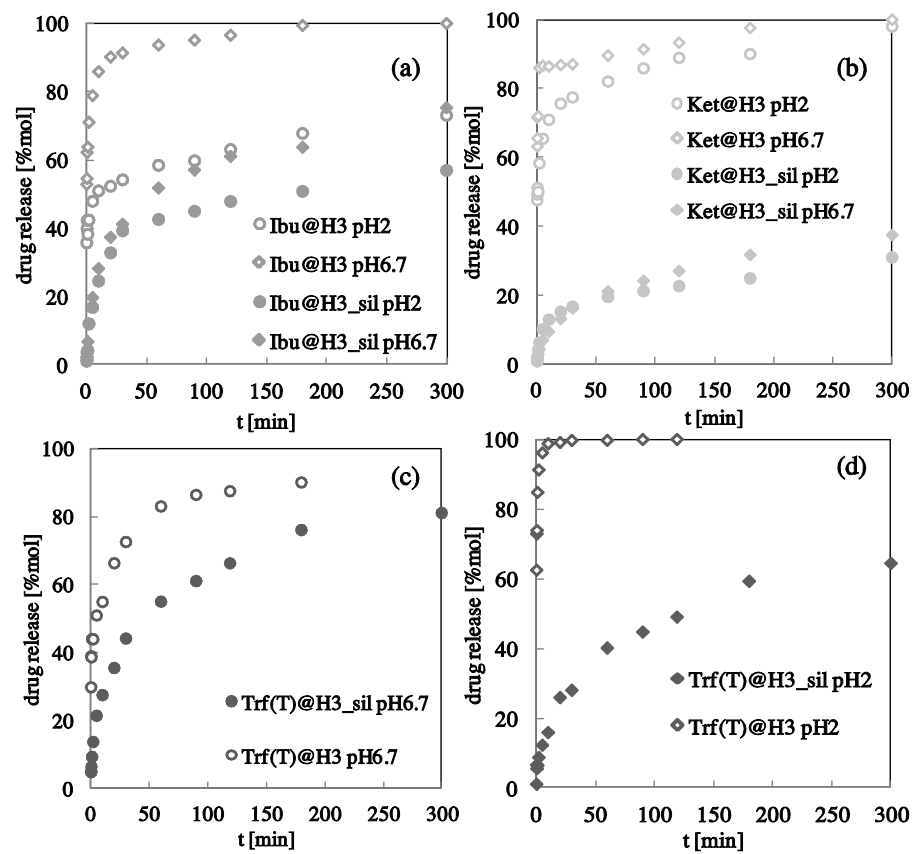 (a)
drug release [%mol]
100
80
60
40
20
0
Ibu@H3 pH2
Ibu@H3 pH6.7
Ibu@H3_sil pH2
Ibu@H3_sil pH6.7
0 50 100 150 200 250 300
t [min]
(b)
drug release [%mol]
100
80
60
40
20
0
Ket@H3 pH2
Ket@H3 pH6.7
Ket@H3_sil pH2
Ket@H3_sil pH6.7
0 50 100 150 200 250 300
t [min]
(c)
drug release [%mol]
100
80
60
40
20
0
Trf(T)@H3_sil pH6.7
Trf(T)@H3 pH6.7
0 50 100 150 200 250 300
t [min]
(d)
drug release [%mol]
100
80
60
40
20
0
Trf(T)@H3_sil pH2
Trf(T)@H3 pH2
0 50 100 150 200 250 300
t [min]